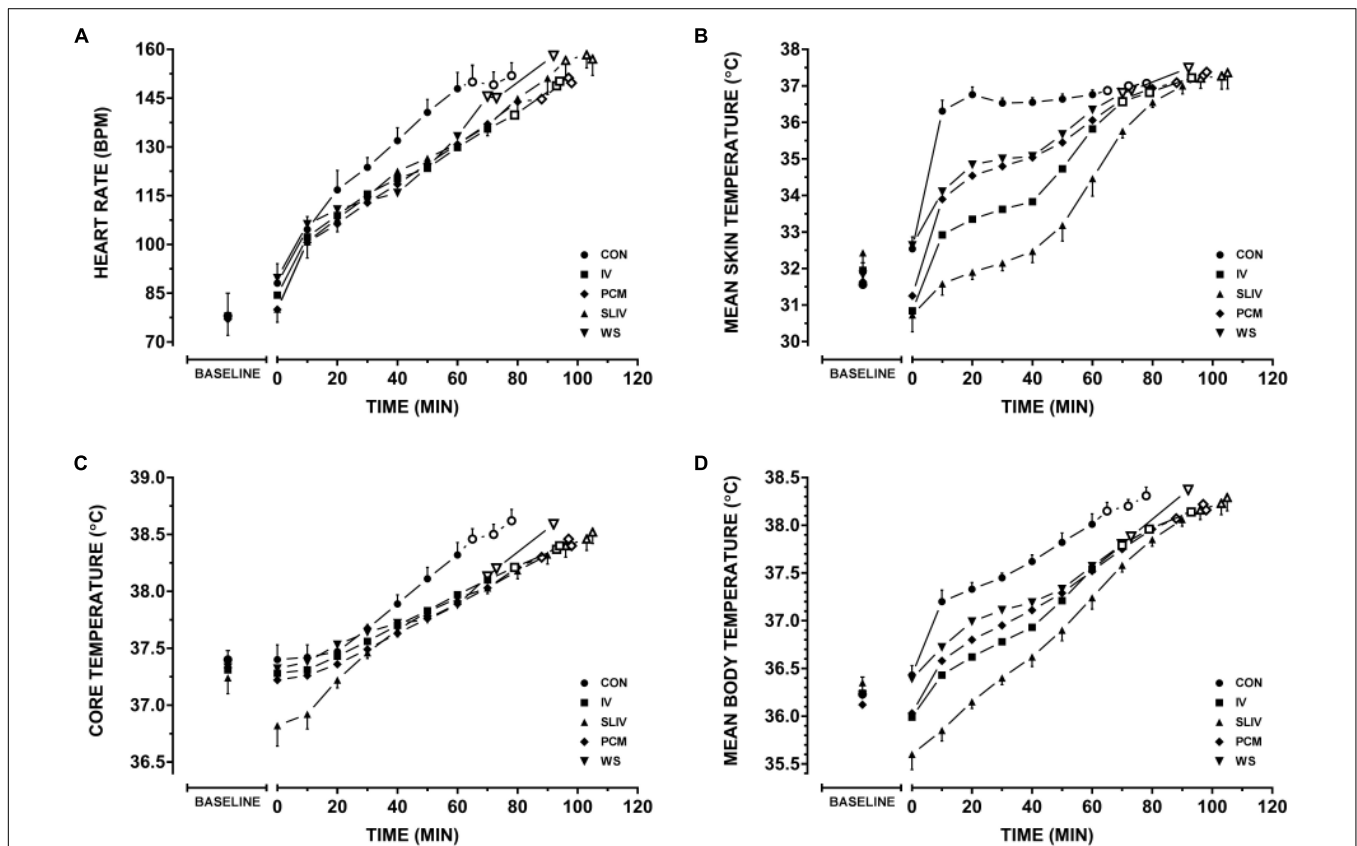 A
HEART RATE (BPM)
160
145
130
115
100
85
70
CON
IV
PCM
SLIV
WS
BASELINE
0 20 40 60 80 100 120
TIME (MIN)
B
MEAN SKIN TEMPERATURE (°C)
38
37
36
35
34
33
32
31
30
CON
IV
SLIV
PCM
WS
BASELINE
0 20 40 60 80 100 120
TIME (MIN)
C
CORE TEMPERATURE (°C)
39.0
38.5
38.0
37.5
37.0
36.5
CON
IV
SLIV
PCM
WS
BASELINE
0 20 40 60 80 100 120
TIME (MIN)
D
MEAN BODY TEMPERATURE (°C)
38.5
38.0
37.5
37.0
36.5
36.0
35.5
CON
IV
SLIV
PCM
WS
BASELINE
0 20 40 60 80 100 120
TIME (MIN)